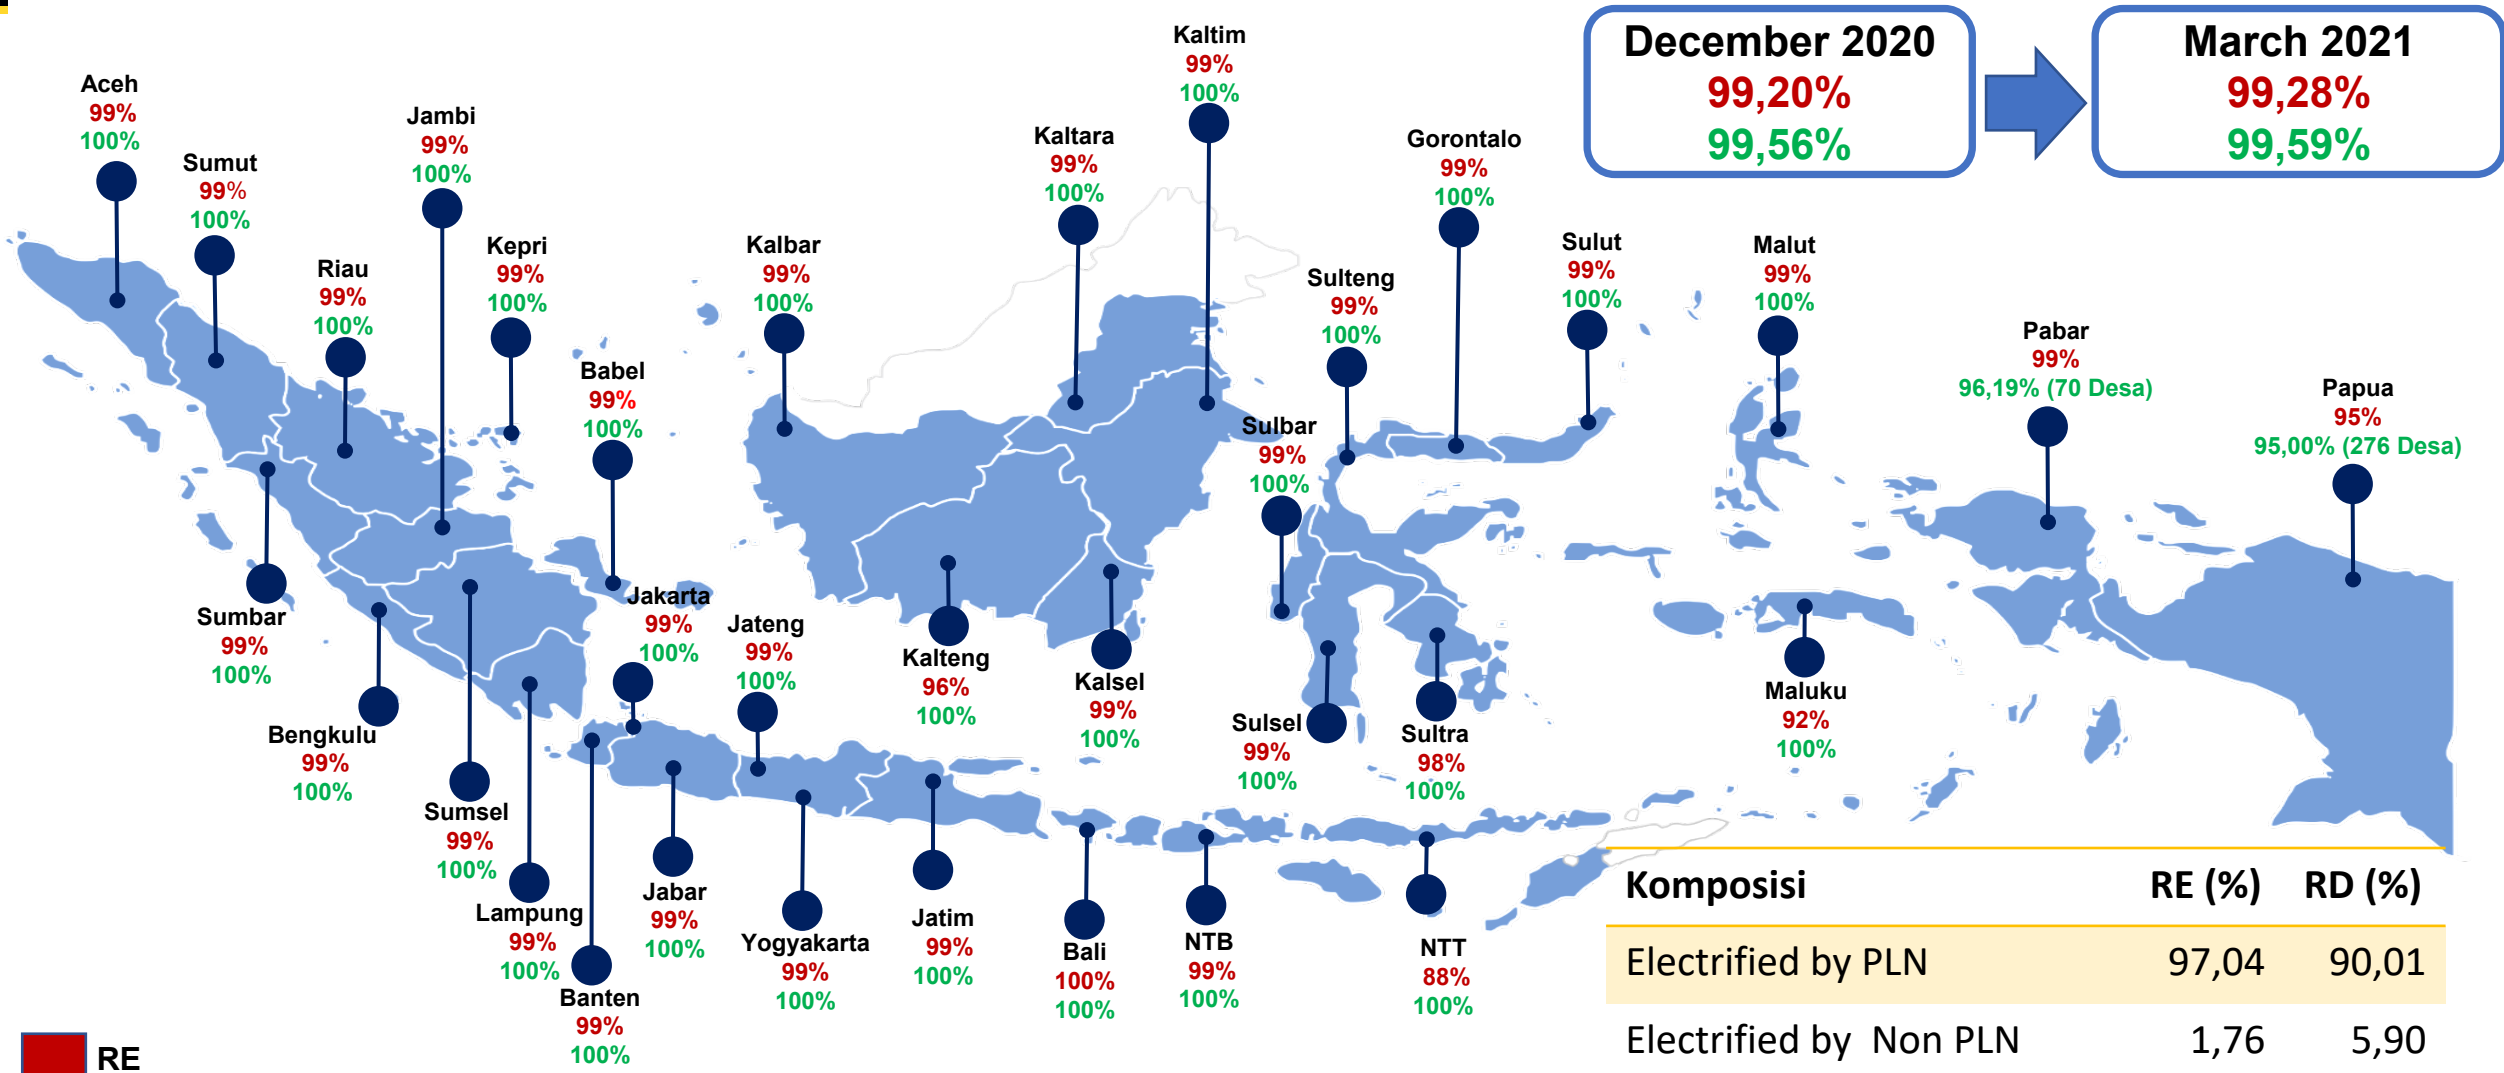 December 2020
99,20%
99,56%
March 2021
99,28%
99,59%
Aceh
99%
100%
Sumut
99%
100%
Riau
99%
100%
Jambi
99%
100%
Kepri
99%
100%
Babel
99%
100%
Kalbar
99%
100%
Kaltara
99%
100%
Kaltim
99%
100%
Gorontalo
99%
100%
Sulteng
99%
100%
Sulbar
99%
100%
Sulut
99%
100%
Malut
99%
100%
Pabar
99%
96,19% (70 Desa)
Papua
95%
95,00% (276 Desa)
Sumbar
99%
100%
Bengkulu
99%
100%
Sumsel
99%
100%
Lampung
99%
100%
Banten
99%
100%
Jakarta
99%
100%
Jabar
99%
100%
Jateng
99%
100%
Yogyakarta
99%
100%
Jatim
99%
100%
Kalteng
96%
100%
Kalsel
99%
100%
Bali
100%
100%
NTB
99%
100%
Sulsel
99%
100%
Sultra
98%
100%
NTT
88%
100%
Maluku
92%
100%
Komposisi RE (%) RD (%)
Electrified by PLN 97,04 90,01
Electrified by Non PLN 1,76 5,90
RE